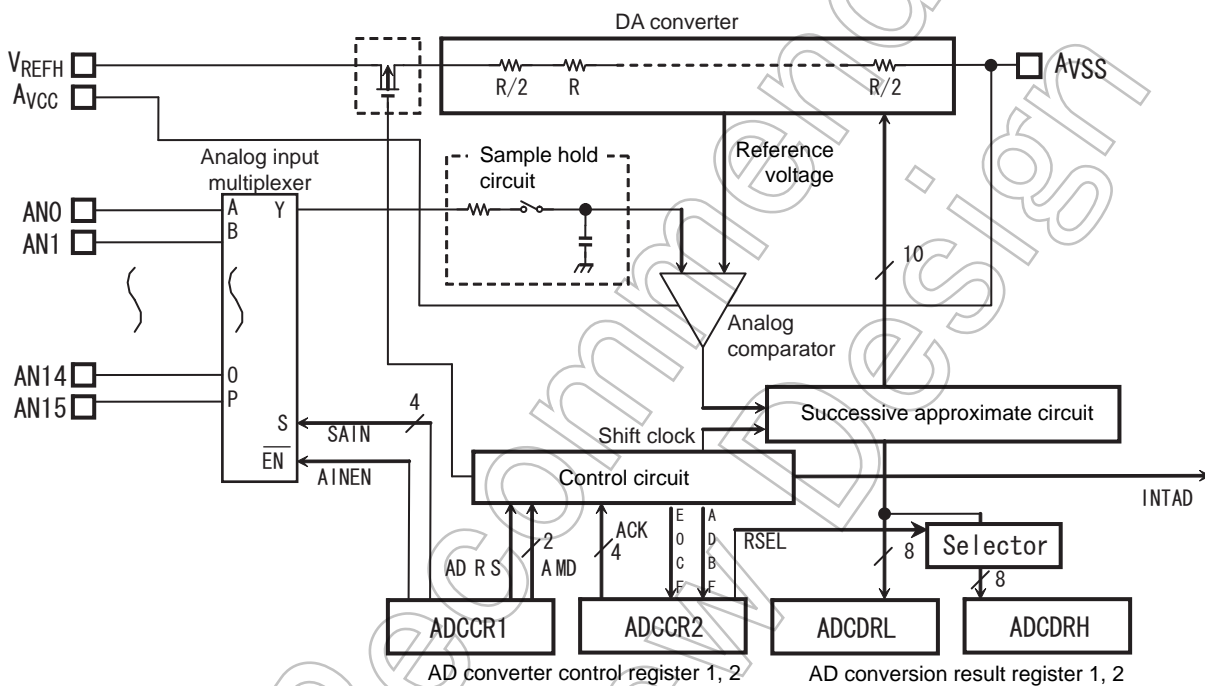 DA converter
VREFH
AVCC
R/2
R
R/2
AVSS
Analog input
multiplexer
Sample hold
circuit
Reference
voltage
AN0
AN1
A
B
Y
10
Analog
comparator
AN14
AN15
O
P
S
EN
SAIN
4
AINEN
Shift clock
Successive approximate circuit
Control circuit
INTAD
ADRS
2
AMD
ACK
4
EOCF
ADBF
RSEL
8
Selector
8
ADCCR1
ADCCR2
ADCDRL
ADCDRH
AD converter control register 1, 2
AD conversion result register 1, 2